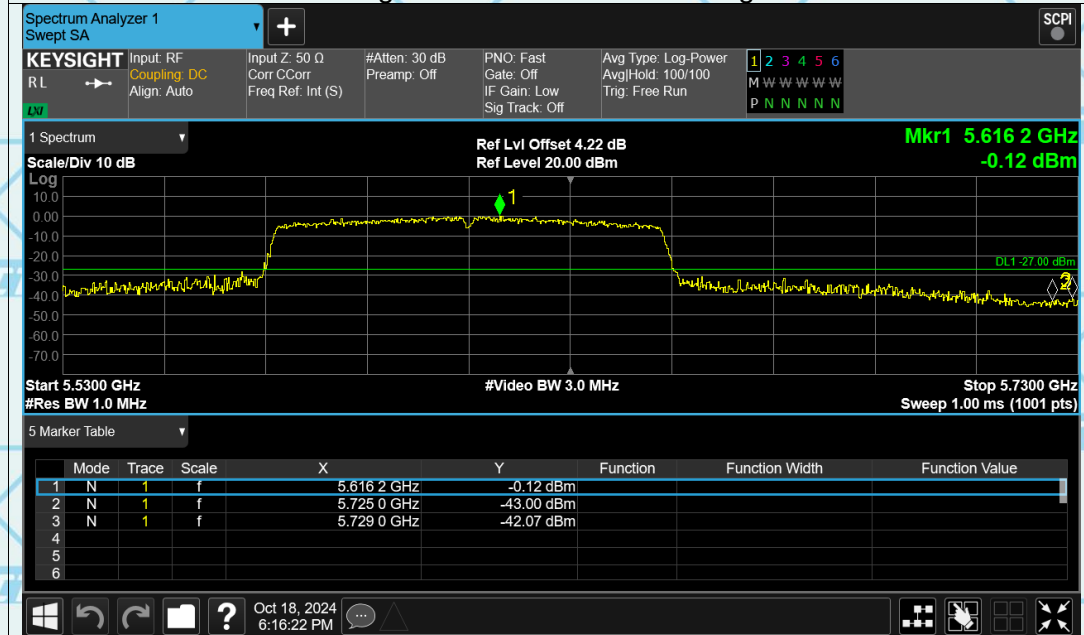 Spectrum Analyzer 1
Swept SA
+
SCPI
KEYSIGHT Input: RF Input Z: 50 Ω #Atten: 30 dB PNO: Fast Avg Type: Log-Power 1 2 3 4 5 6
RL Coupling: DC Corr CCorr Preamp: Off Gate: Off Avg|Hold: 100/100 M W W W W W
Align: Auto Freq Ref: Int (S) IF Gain: Low Trig: Free Run
LXI Sig Track: Off P N N N N N
1 Spectrum
Ref Lvl Offset 4.22 dB Mkr1 5.616 2 GHz
Scale/Div 10 dB Ref Level 20.00 dBm -0.12 dBm
Log
10.0
0.00
-10.0
-20.0
-30.0
-40.0
-50.0
-60.0
-70.0
1
DL1 -27.00 dBm
Start 5.5300 GHz #Video BW 3.0 MHz Stop 5.7300 GHz
#Res BW 1.0 MHz Sweep 1.00 ms (1001 pts)
5 Marker Table
Mode Trace Scale X Y Function Function Width Function Value
1 N 1 f 5.616 2 GHz -0.12 dBm
2 N 1 f 5.725 0 GHz -43.00 dBm
3 N 1 f 5.729 0 GHz -42.07 dBm
4
5
6
? Oct 18, 2024
6:16:22 PM